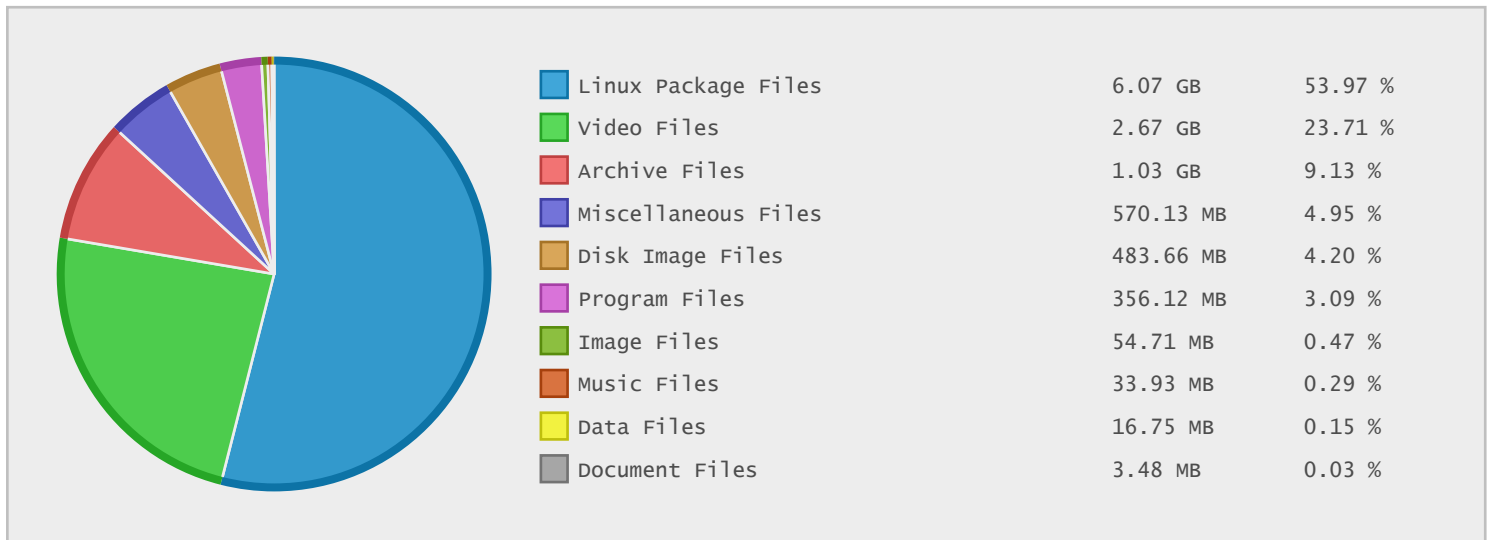 Linux Package Files 6.07 GB 53.97 %
Video Files 2.67 GB 23.71 %
Archive Files 1.03 GB 9.13 %
Miscellaneous Files 570.13 MB 4.95 %
Disk Image Files 483.66 MB 4.20 %
Program Files 356.12 MB 3.09 %
Image Files 54.71 MB 0.47 %
Music Files 33.93 MB 0.29 %
Data Files 16.75 MB 0.15 %
Document Files 3.48 MB 0.03 %